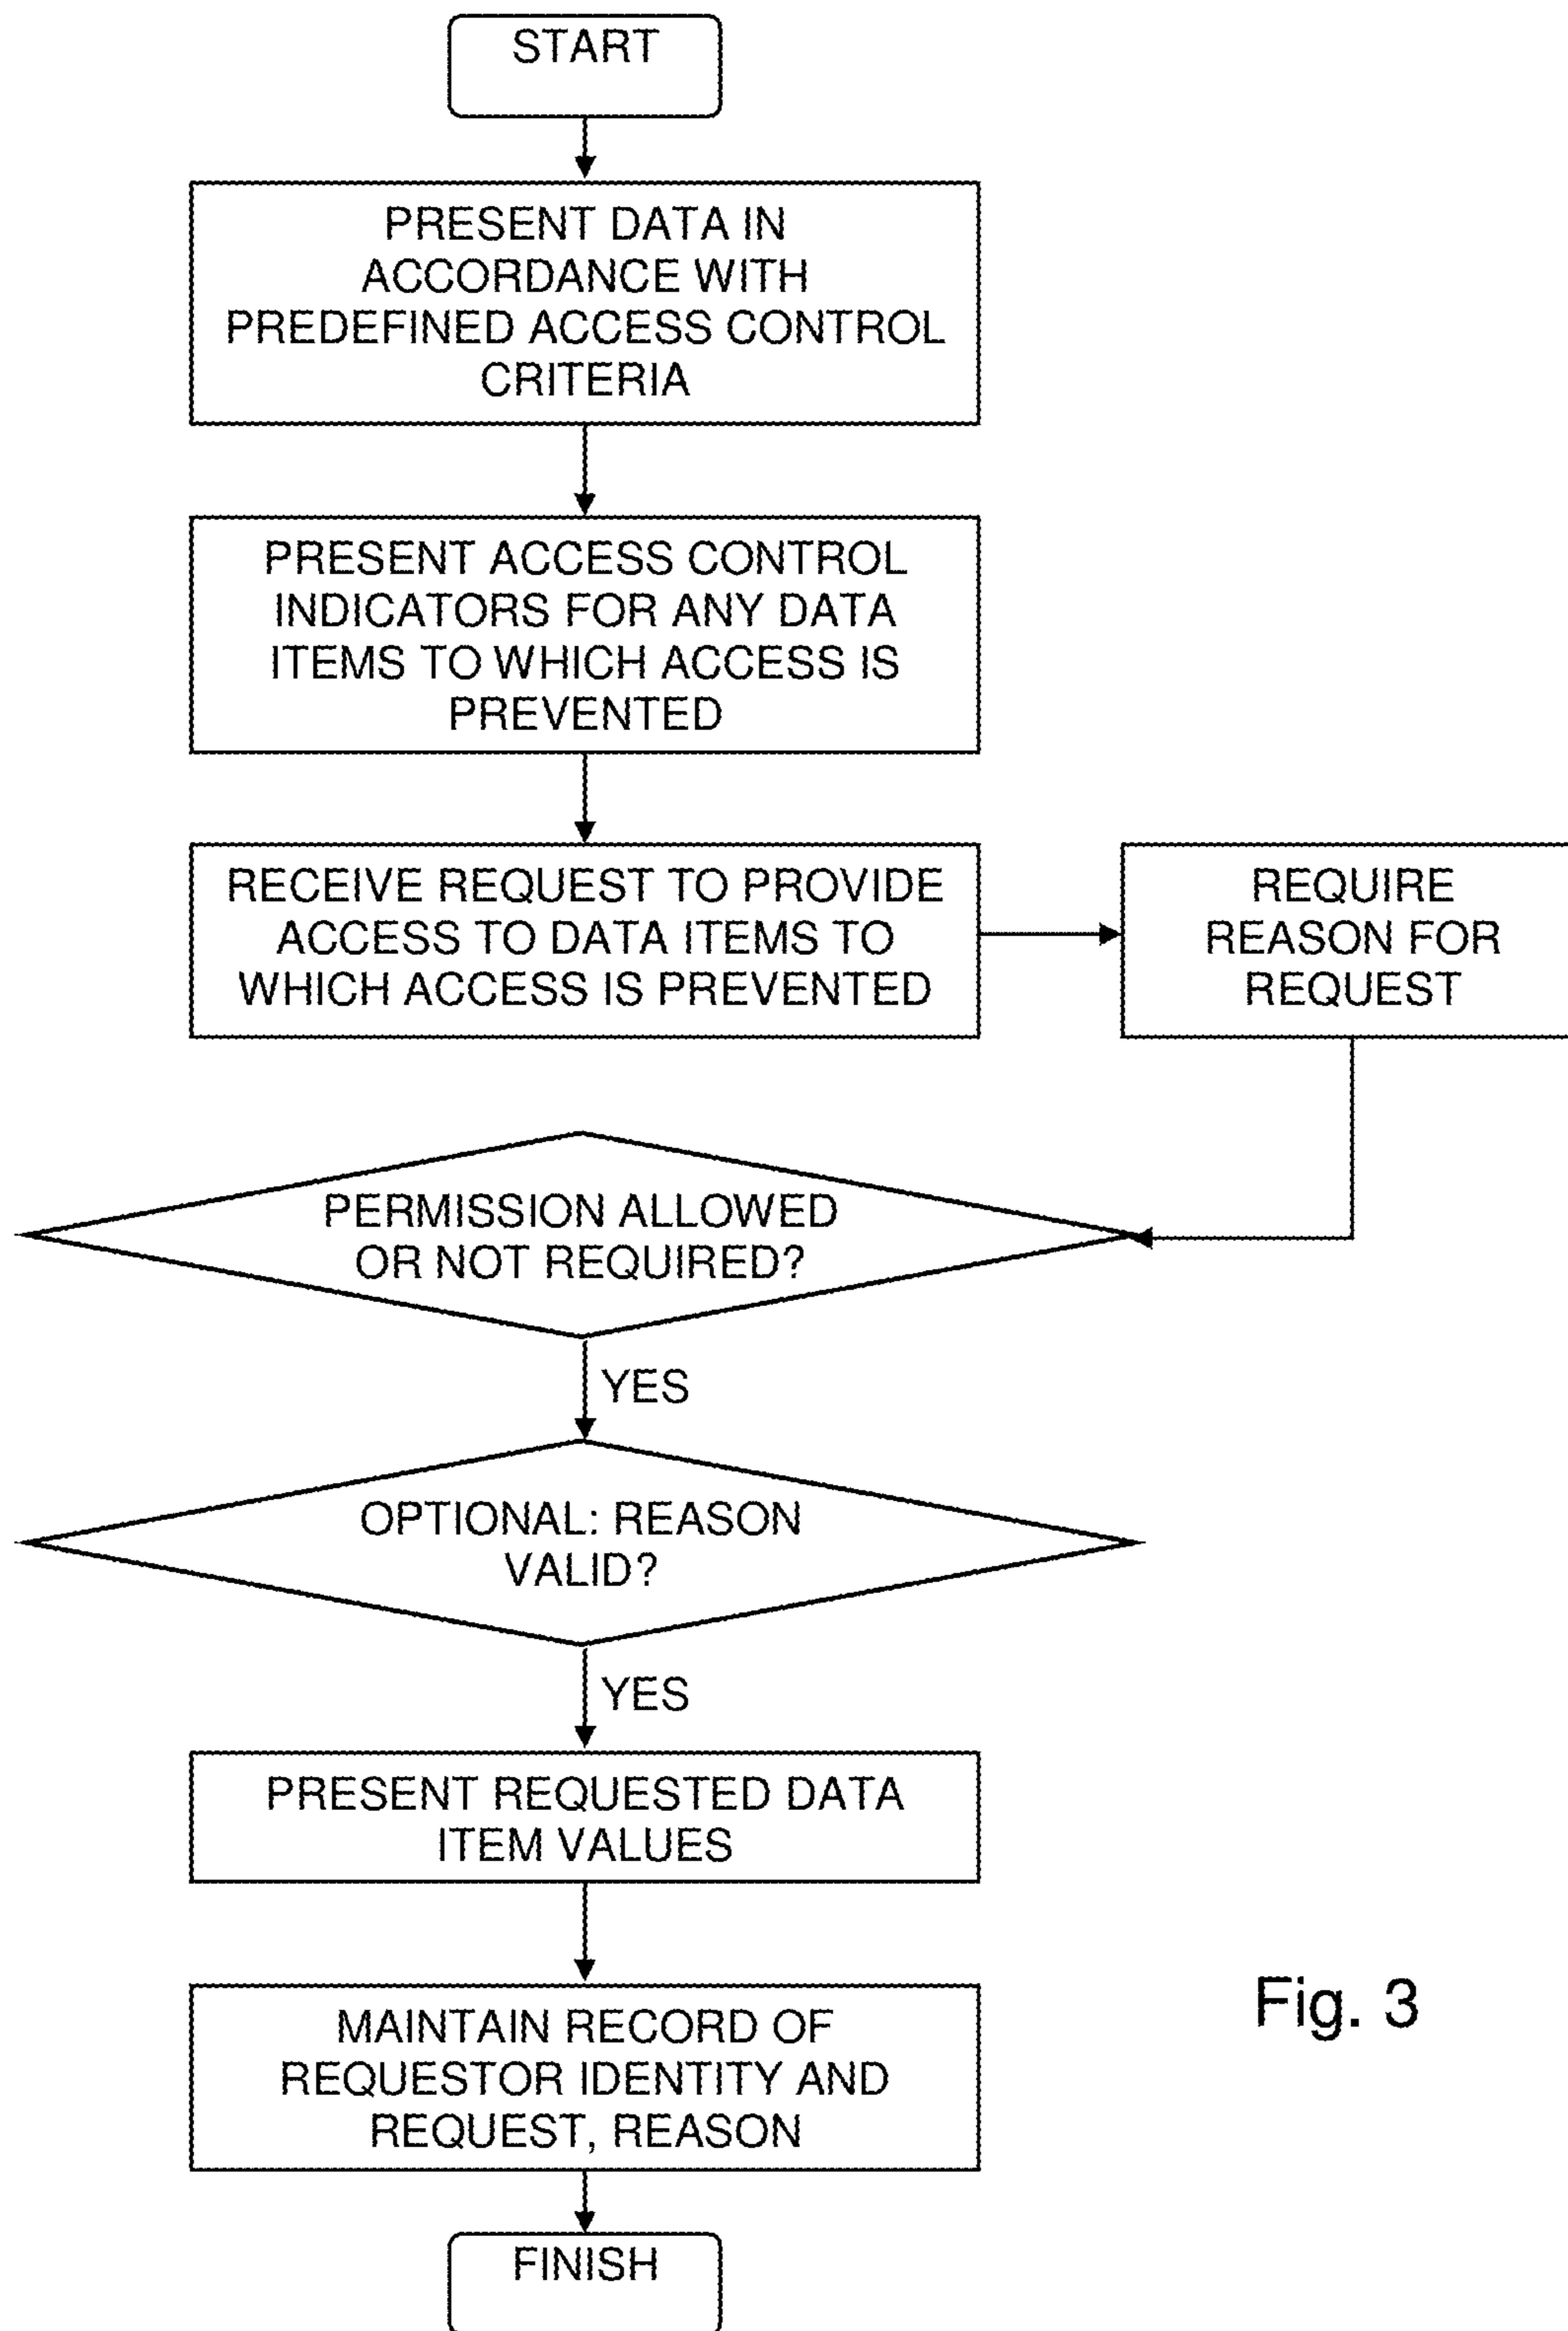 START
PRESENT DATA IN
ACCORDANCE WITH
PREDEFINED ACCESS CONTROL
CRITERIA
PRESENT ACCESS CONTROL
INDICATORS FOR ANY DATA
ITEMS TO WHICH ACCESS IS
PREVENTED
RECEIVE REQUEST TO PROVIDE
ACCESS TO DATA ITEMS TO
WHICH ACCESS IS PREVENTED
REQUIRE
REASON FOR
REQUEST
PERMISSION ALLOWED
OR NOT REQUIRED?
YES
OPTIONAL: REASON
VALID?
YES
PRESENT REQUESTED DATA
ITEM VALUES
MAINTAIN RECORD OF
REQUESTOR IDENTITY AND
REQUEST, REASON
Fig. 3
FINISH